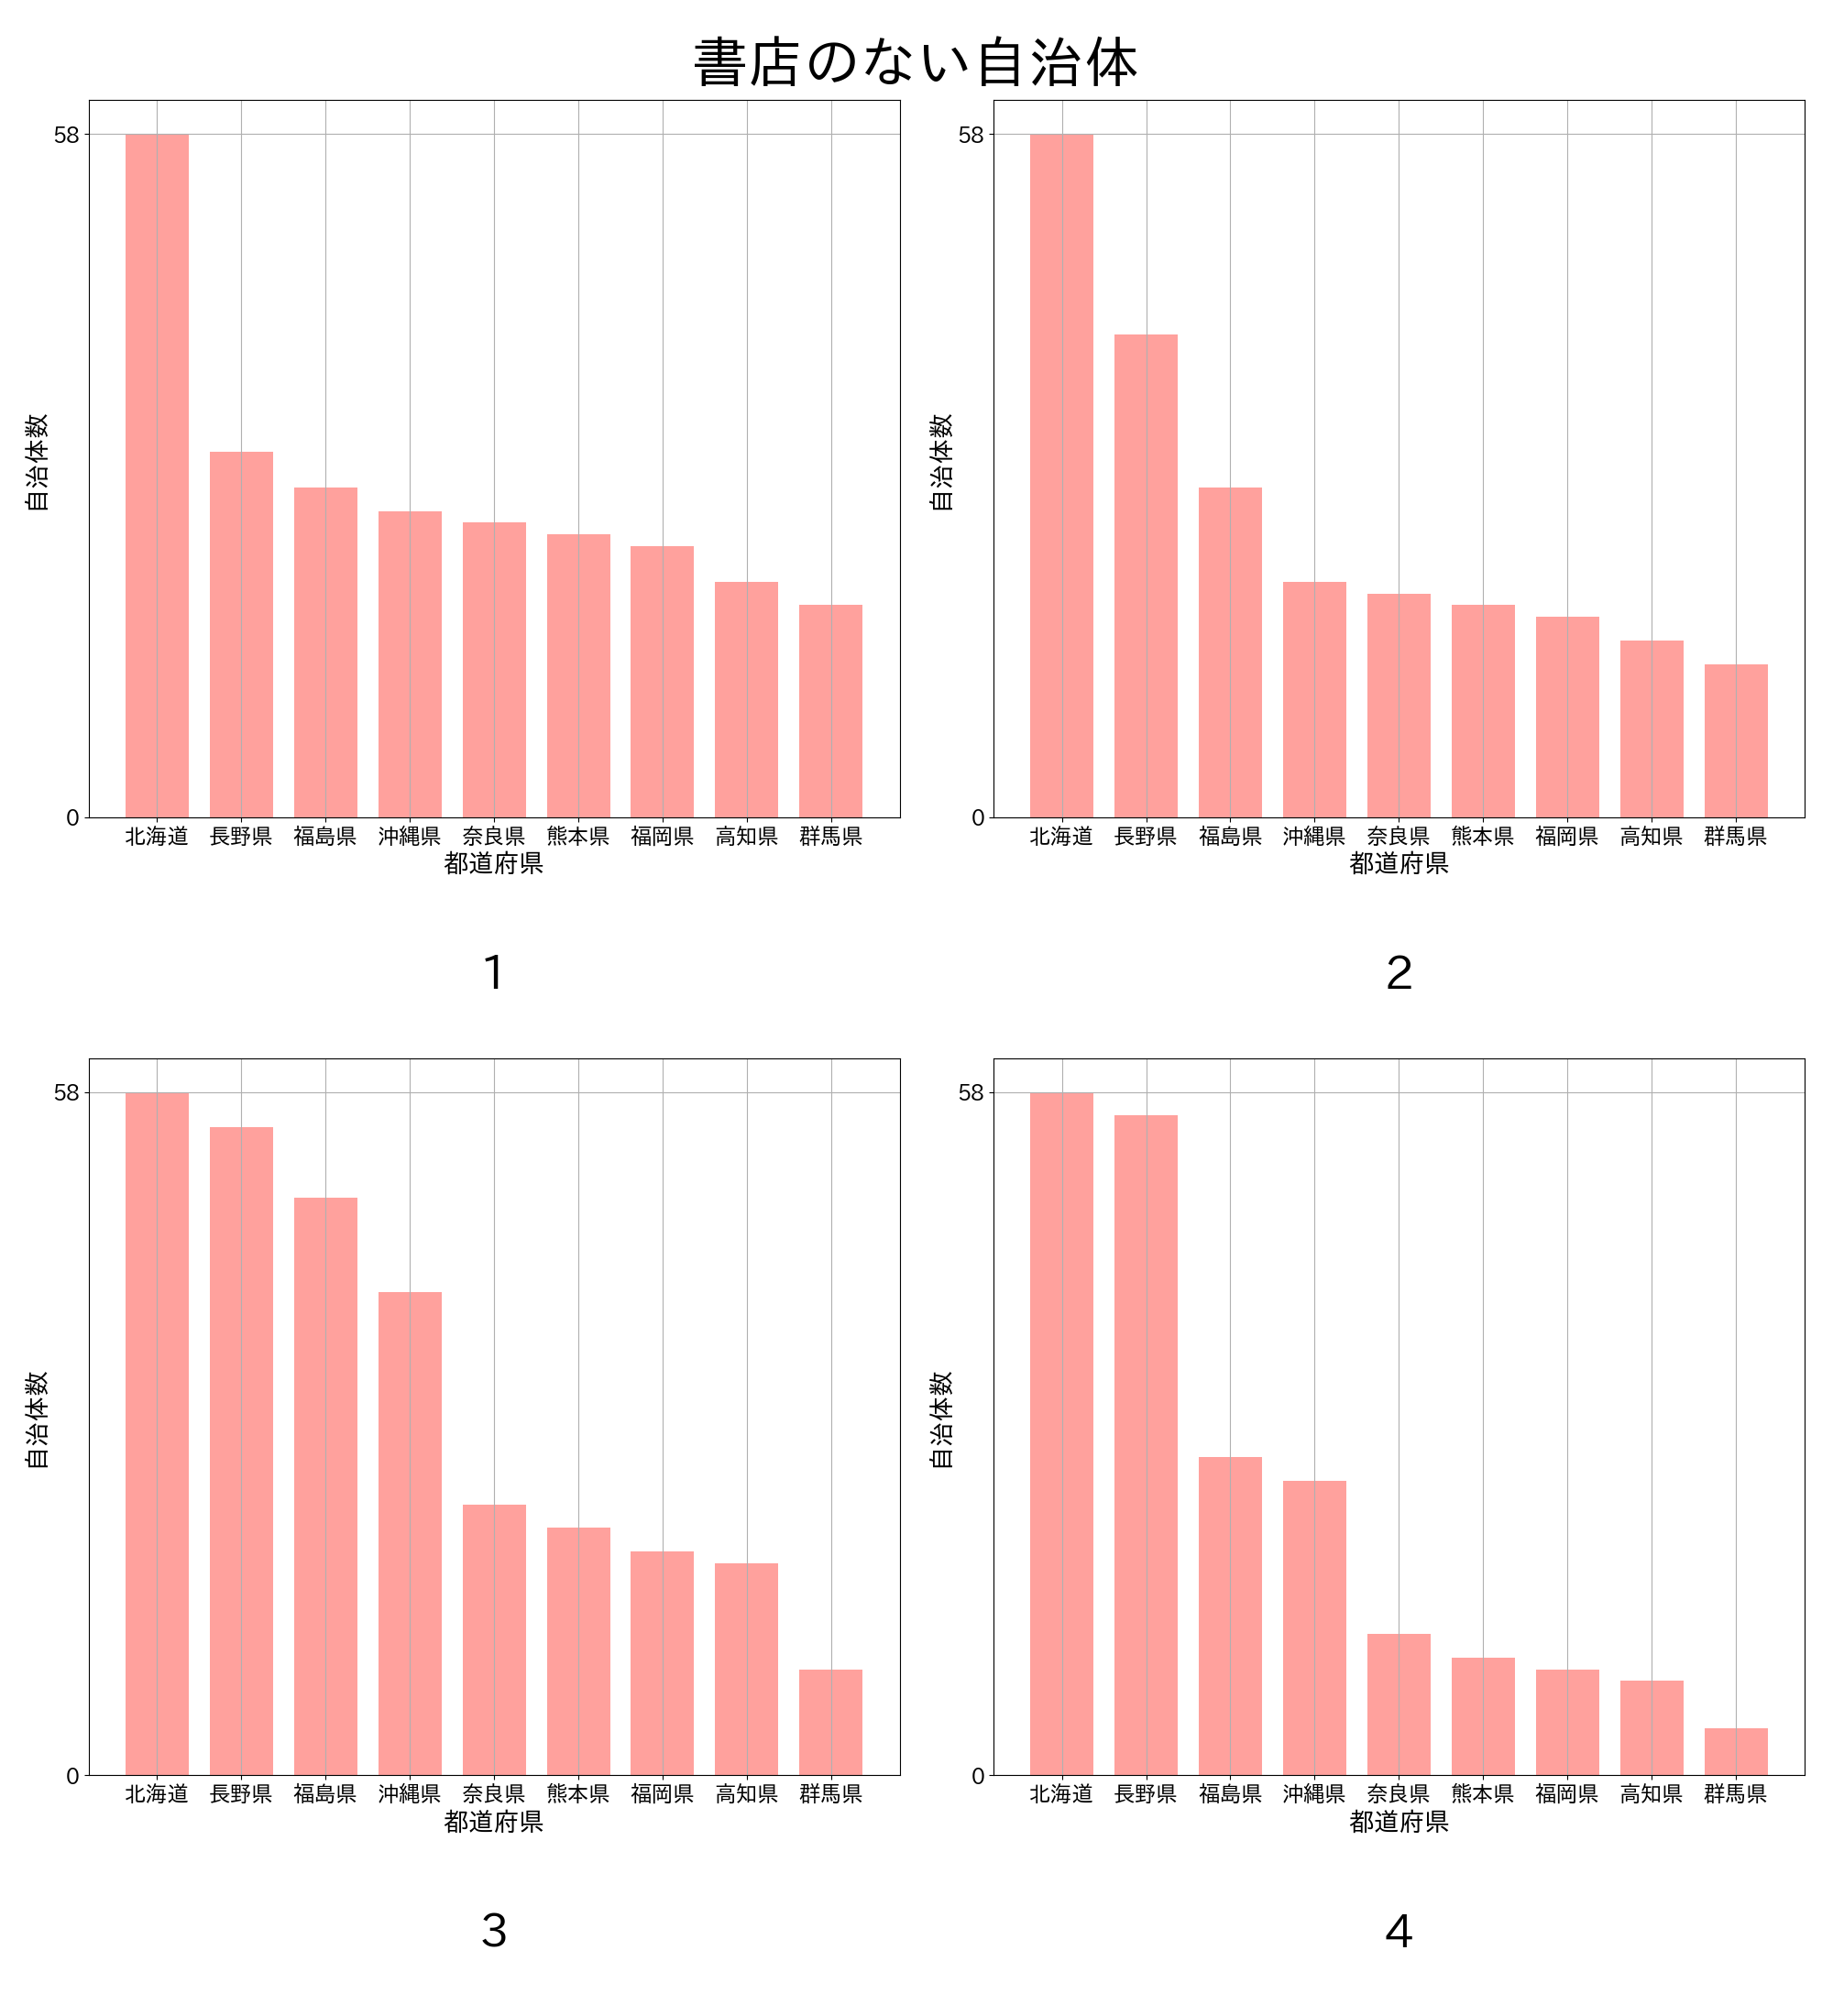 書店のない自治体
58
0
自治体数
北海道 長野県 福島県 沖縄県 奈良県 熊本県 福岡県 高知県 群馬県
都道府県
1
58
0
自治体数
北海道 長野県 福島県 沖縄県 奈良県 熊本県 福岡県 高知県 群馬県
都道府県
2
58
0
自治体数
北海道 長野県 福島県 沖縄県 奈良県 熊本県 福岡県 高知県 群馬県
都道府県
3
58
0
自治体数
北海道 長野県 福島県 沖縄県 奈良県 熊本県 福岡県 高知県 群馬県
都道府県
4